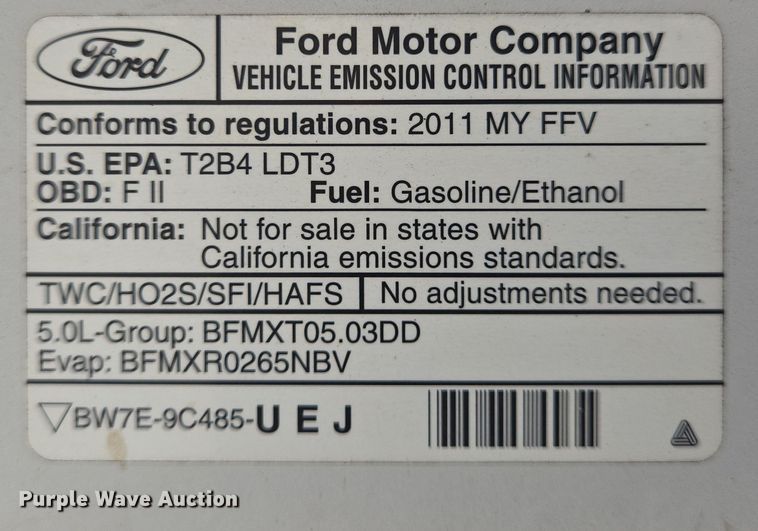 Ford
Ford Motor Company
VEHICLE EMISSION CONTROL INFORMATION
Conforms to regulations: 2011 MY FFV
U.S. EPA: T2B4 LDT3
OBD: F II Fuel: Gasoline/Ethanol
California: Not for sale in states with
California emissions standards.
TWC/HO2S/SFI/HAFS No adjustments needed.
5.0L-Group: BFMXT05.03DD
Evap: BFMXR0265NBV
▽BW7E-9C485-U E J
Purple Wave Auction